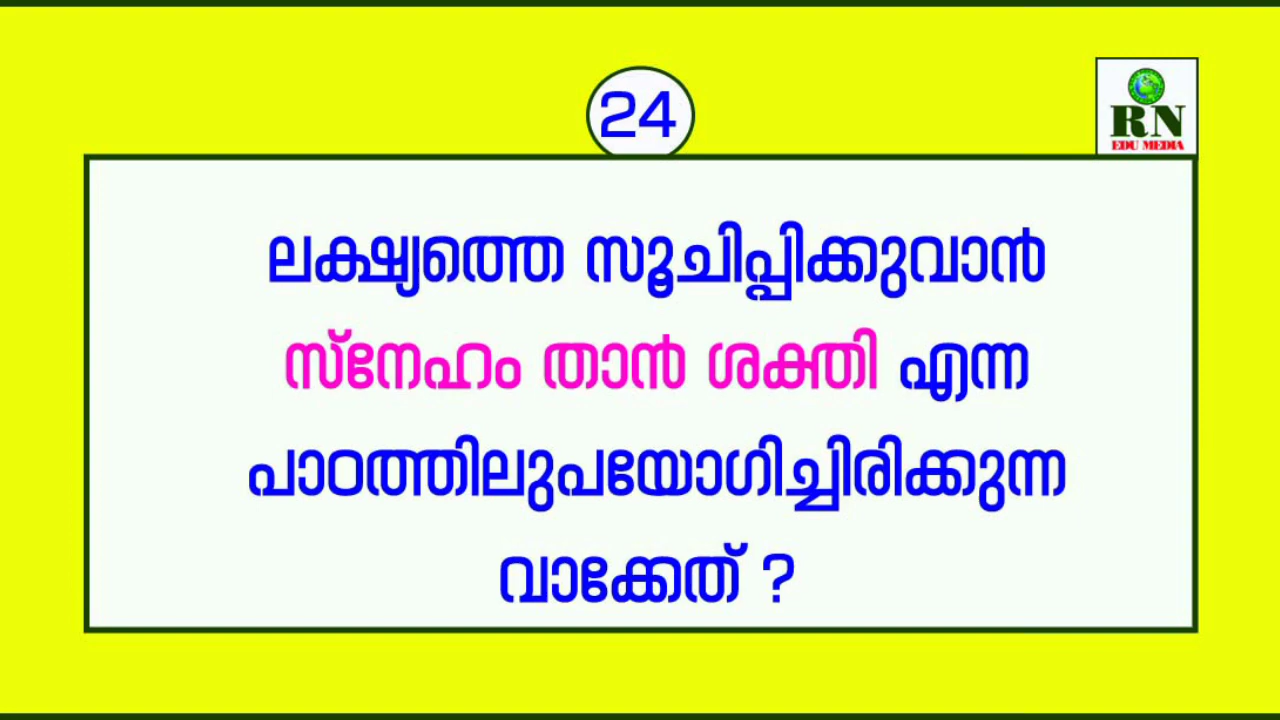 24
RN
EDU MEDIA
ലക്ഷ്യത്തെ സൂചിപ്പിക്കുവാൻ
സ്നേഹം താൻ ശക്തി എന്ന
പാഠത്തിലുപയോഗിച്ചിരിക്കുന്ന
വാക്കേത് ?